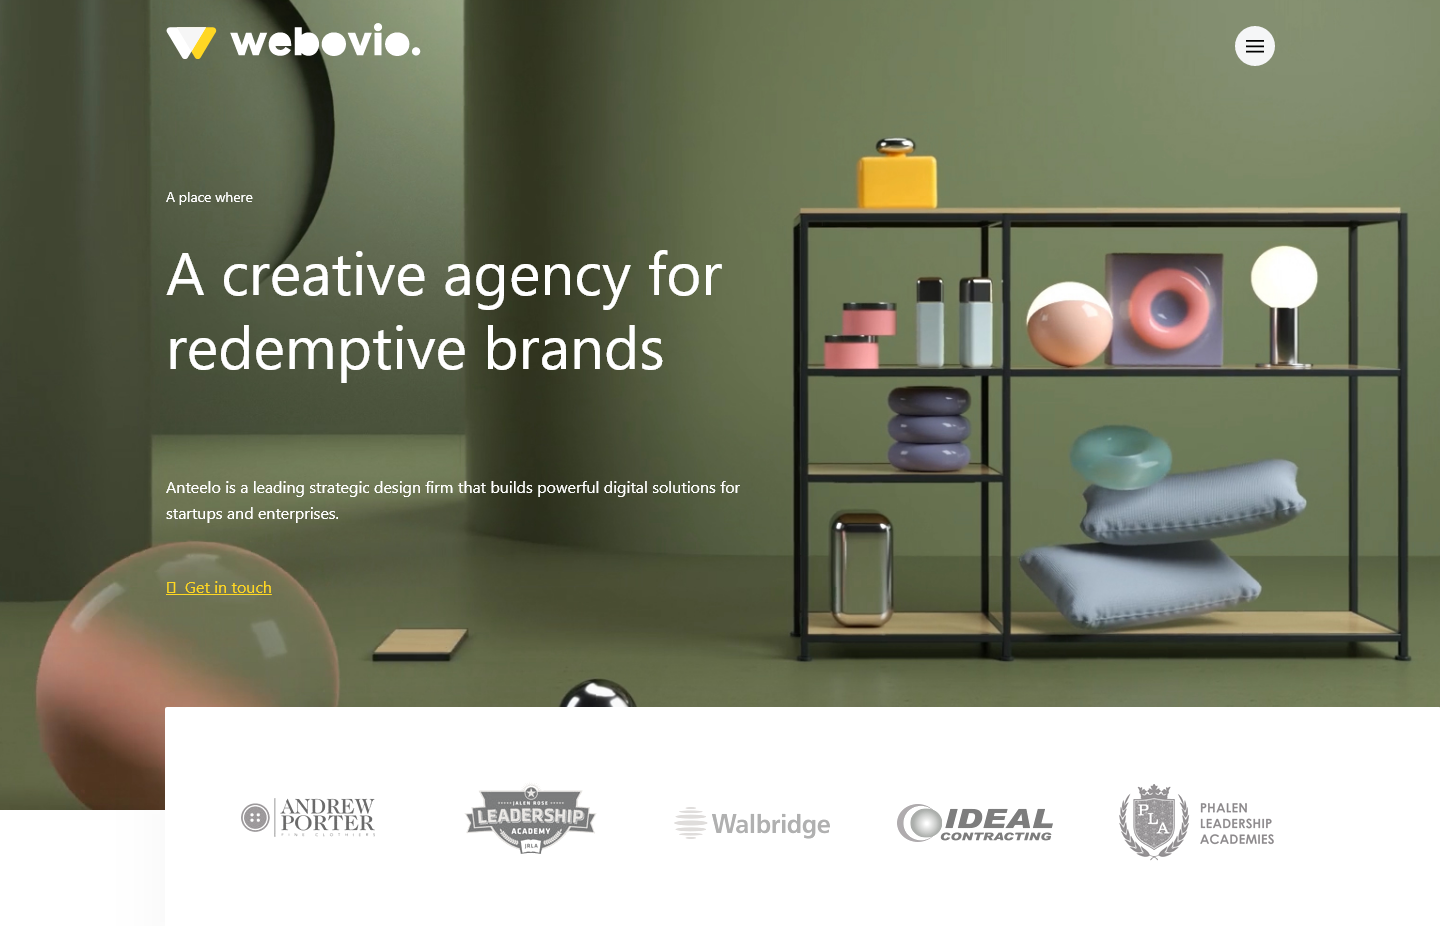 webovio.
A place where
A creative agency for
redemptive brands
Anteelo is a leading strategic design firm that builds powerful digital solutions for
startups and enterprises.
Get in touch
ANDREW
PORTER
FINE CLOTHIERS
JALEN ROSE
LEADERSHIP
ACADEMY
JRLA
Walbridge
IDEAL
CONTRACTING
PLA
PHALEN
LEADERSHIP
ACADEMIES